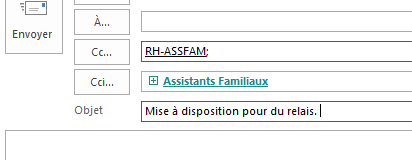 À...
Envoyer
Cc...
RH-ASSFAM;
Cci...
Assistants Familiaux
Objet
Mise à disposition pour du relais.